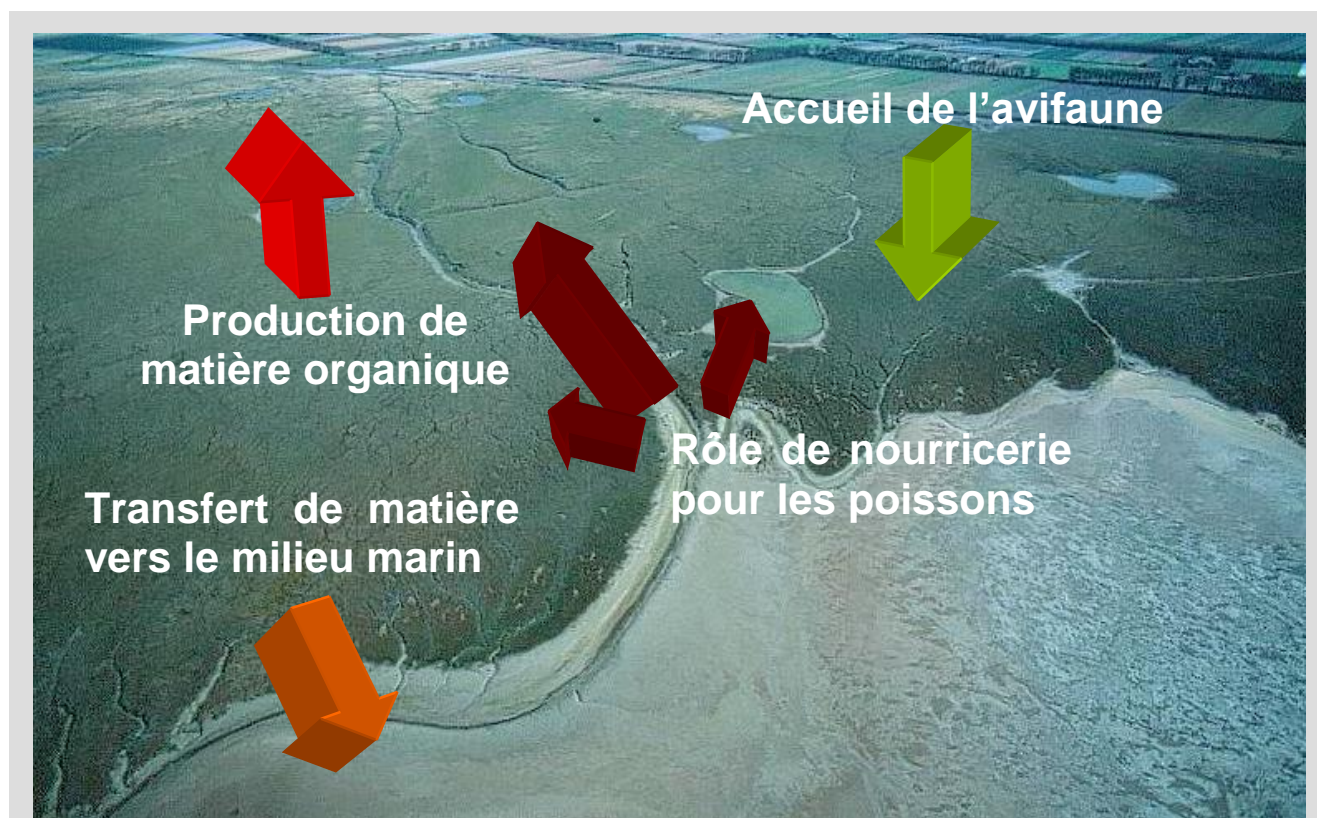 Accueil de l'avifaune
Production de
matière organique
Rôle de nourricerie
pour les poissons
Transfert de matière
vers le milieu marin